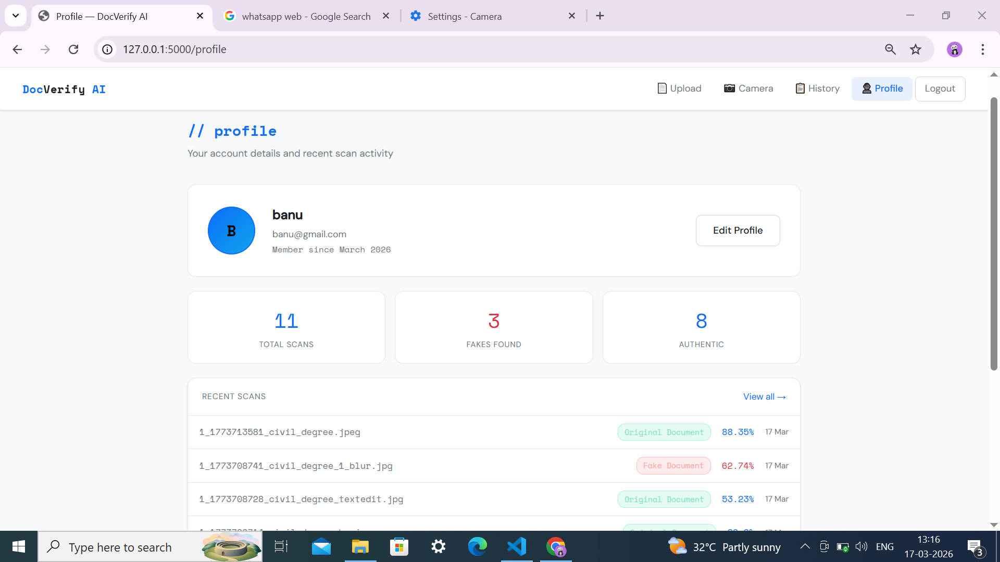 Profile — DocVerify AI
whatsapp web - Google Search
Settings - Camera
127.0.0.1:5000/profile
DocVerify AI
Upload
Camera
History
Profile
Logout
// profile
Your account details and recent scan activity
B
banu
banu@gmail.com
Member since March 2026
Edit Profile
11
TOTAL SCANS
3
FAKES FOUND
8
AUTHENTIC
RECENT SCANS
View all →
1_1773713581_civil_degree.jpeg
Original Document
88.35%
17 Mar
1_1773708741_civil_degree_1_blur.jpg
Fake Document
62.74%
17 Mar
1_1773708728_civil_degree_textedit.jpg
Original Document
53.23%
17 Mar
Type here to search
32°C Partly sunny
ENG
13:16
17-03-2026
3